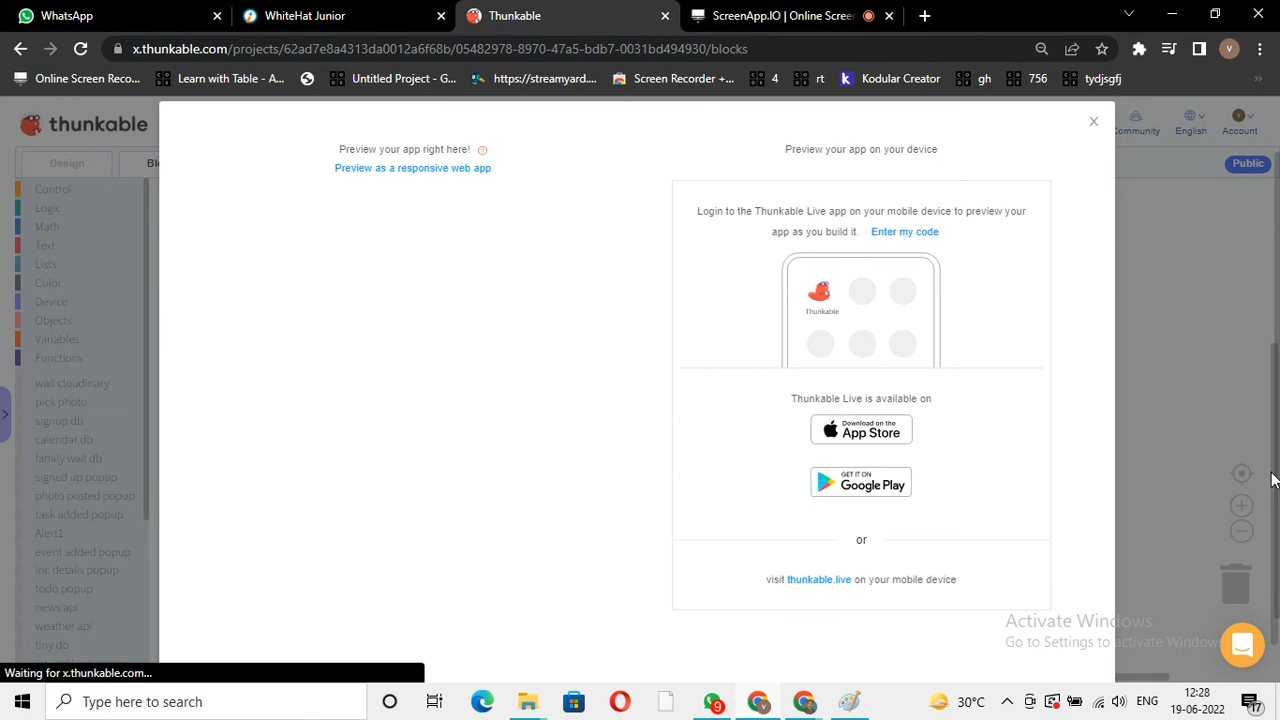 WhatsApp
WhiteHat Junior
Thunkable
ScreenApp.IO | Online Screen
x.thunkable.com/projects/62ad7e8a4313da0012a6f68b/05482978-8970-47a5-bdb7-0031bd494930/blocks
V
Online Screen Reco...
Learn with Table - A...
Untitled Project - G...
https://streamyard....
Screen Recorder -...
4
rt
Kodular Creator
gh
756
tydjsgfj
»
thunkable
ommunity
English
Account
Design
Blo
Public
X
Preview your app right here!
Preview as a responsive web app
Preview your app on your device
Login to the Thunkable Live app on your mobile device to preview your
app as you build it. Enter my code
Thunkable
Thunkable Live is available on
Download on the
App Store
GET IT ON
Google Play
or
visit thunkable.live on your mobile device
Control
Logic
Math
Text
Lists
Color
Device
Objects
Variables
Functions
wall cloudinary
pick photo
signup db
calendar db
family wall db
signed up popup
photo posted pop
task added popup
Alert1
event added popup
inc details popup
todo popup
news api
weather api
tiny db
Activate Windows
Go to Settings to activate Windows.
Waiting for x.thunkable.com...
Type here to search
9
30°C
ENG
12:28
19-06-2022
17